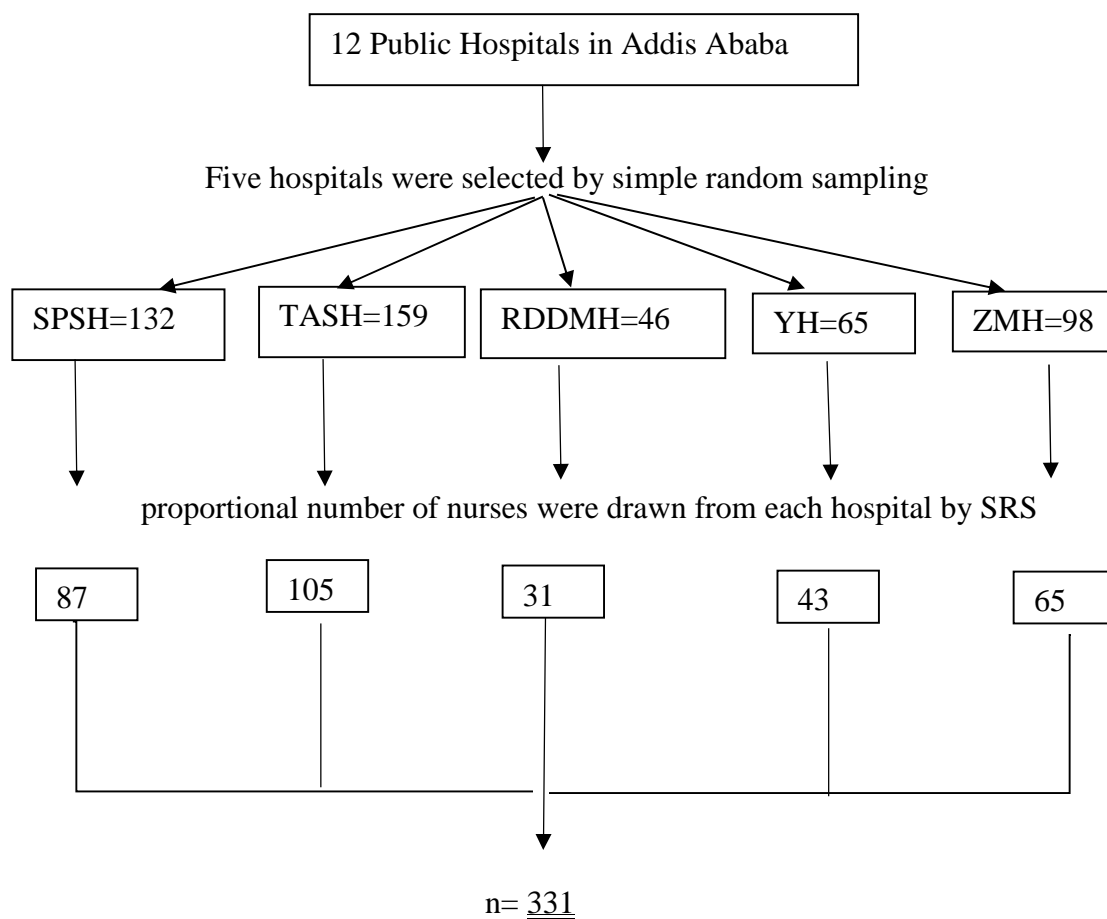 12 Public Hospitals in Addis Ababa
Five hospitals were selected by simple random sampling
SPSH=132
TASH=159
RDDMH=46
YH=65
ZMH=98
proportional number of nurses were drawn from each hospital by SRS
87
105
31
43
65
n= 331